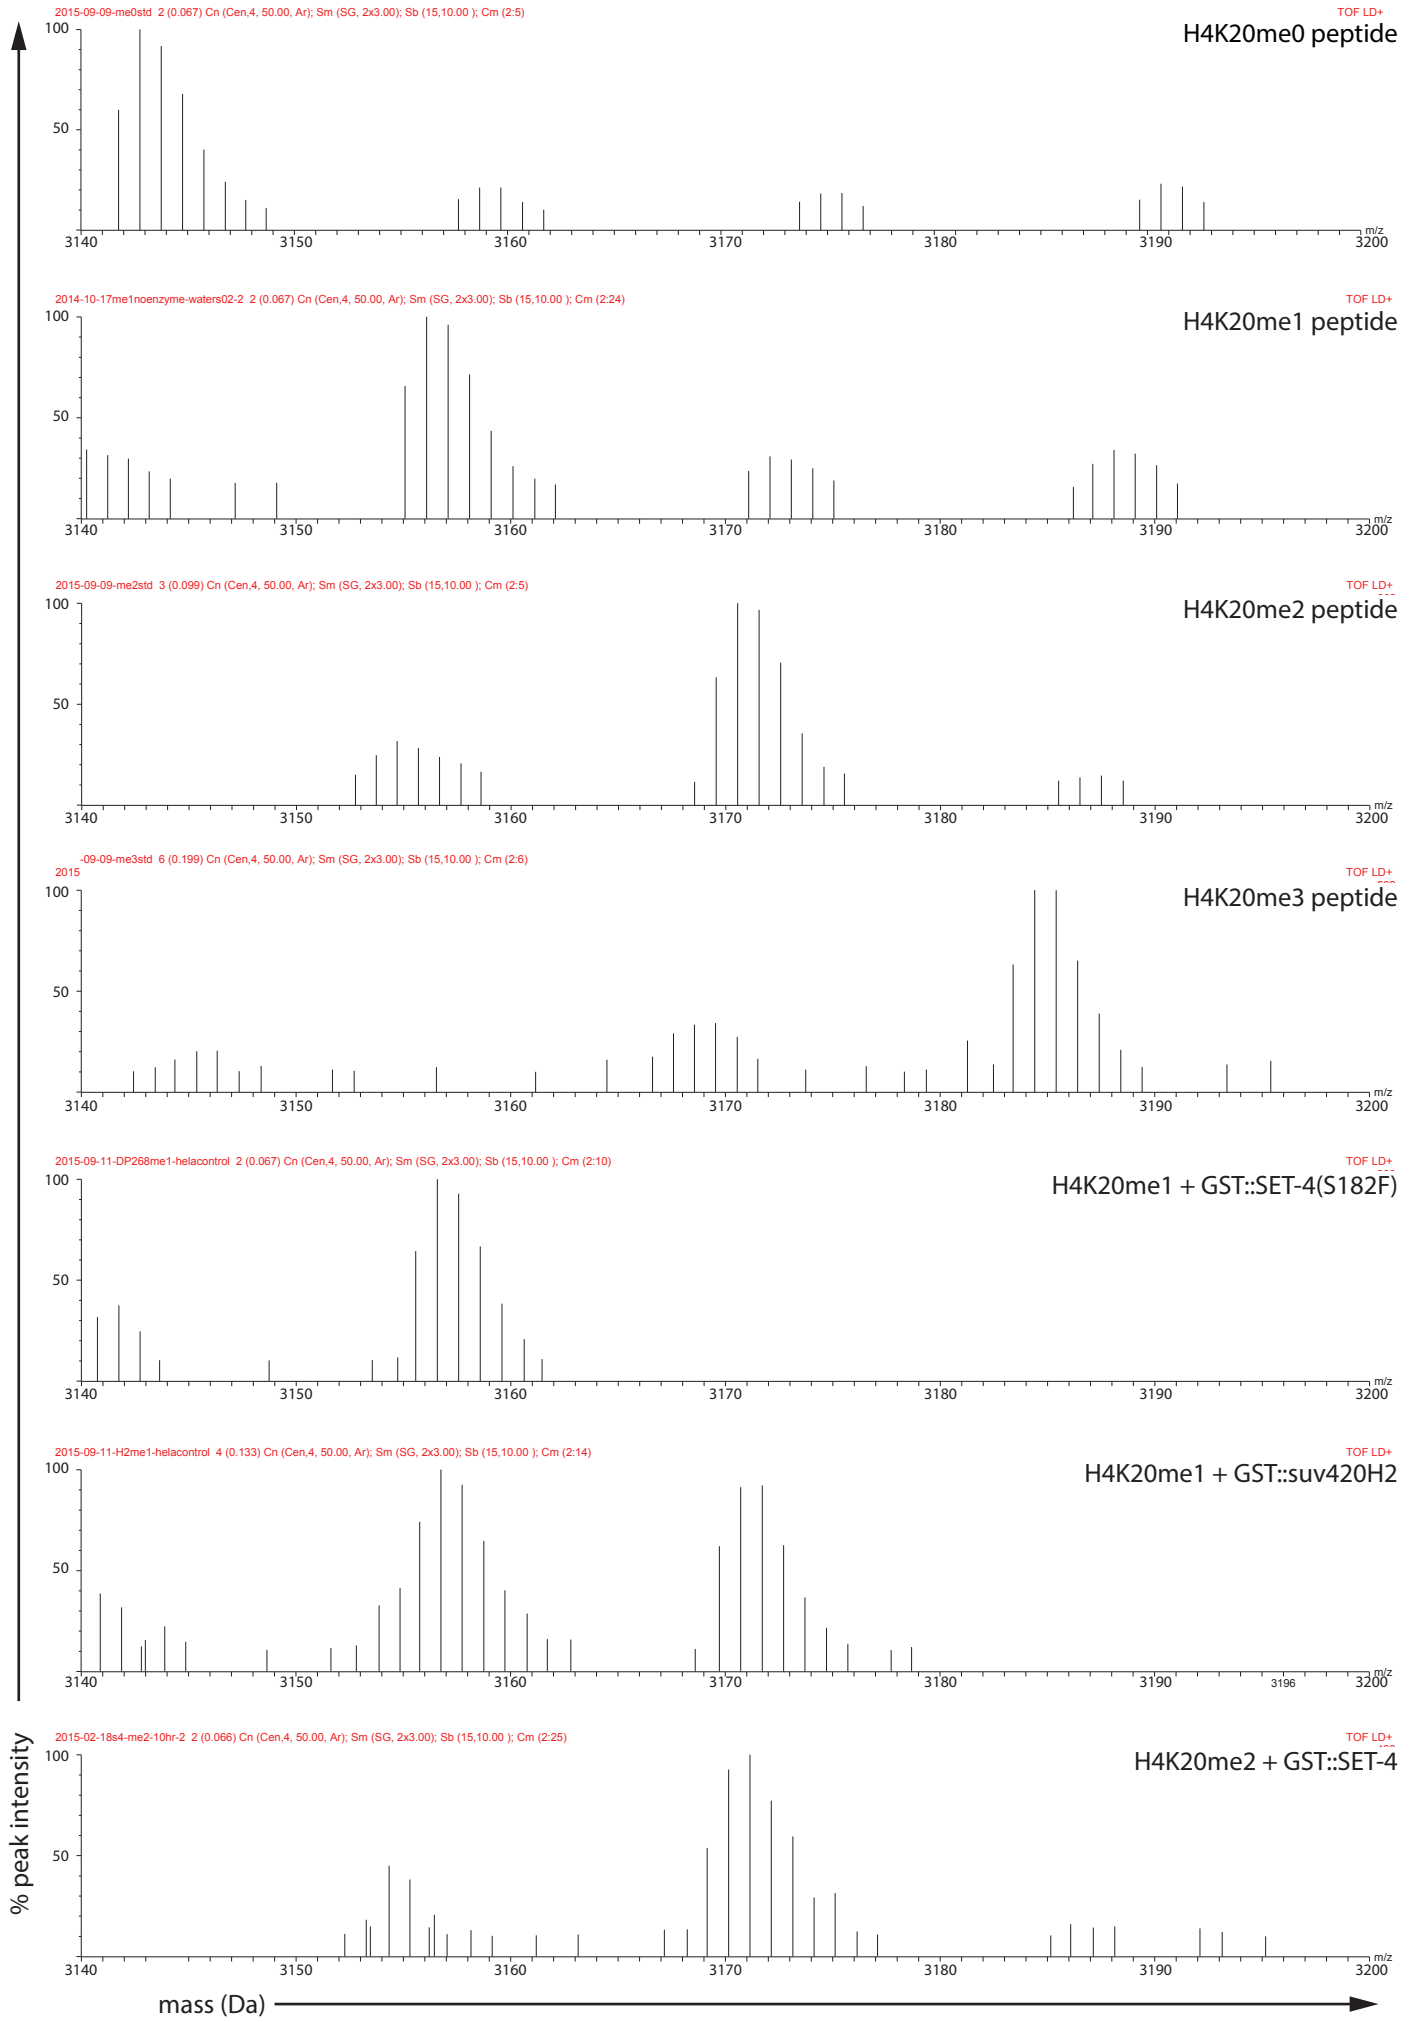 2015-09-09-me0std 2 (0.067) Cn (Cen,4, 50.00, Ar); Sm (SG, 2x3.00); Sb (15,10.00 ); Cm (2:5) TOF LD+
H4K20me0 peptide
100
50
3140 3150 3160 3170 3180 3190 3200 m/z
2014-10-17me1noenzyme-waters02-2 2 (0.067) Cn (Cen,4, 50.00, Ar); Sm (SG, 2x3.00); Sb (15,10.00 ); Cm (2:24) TOF LD+
H4K20me1 peptide
100
50
3140 3150 3160 3170 3180 3190 3200 m/z
2015-09-09-me2std 3 (0.099) Cn (Cen,4, 50.00, Ar); Sm (SG, 2x3.00); Sb (15,10.00 ); Cm (2:5) TOF LD+
H4K20me2 peptide
100
50
3140 3150 3160 3170 3180 3190 3200 m/z
-09-09-me3std 6 (0.199) Cn (Cen,4, 50.00, Ar); Sm (SG, 2x3.00); Sb (15,10.00 ); Cm (2:6)
2015 TOF LD+
H4K20me3 peptide
100
50
3140 3150 3160 3170 3180 3190 3200 m/z
2015-09-11-DP268me1-helacontrol 2 (0.067) Cn (Cen,4, 50.00, Ar); Sm (SG, 2x3.00); Sb (15,10.00 ); Cm (2:10) TOF LD+
H4K20me1 + GST::SET-4(S182F)
100
50
3140 3150 3160 3170 3180 3190 3200 m/z
2015-09-11-H2me1-helacontrol 4 (0.133) Cn (Cen,4, 50.00, Ar); Sm (SG, 2x3.00); Sb (15,10.00 ); Cm (2:14) TOF LD+
H4K20me1 + GST::suv420H2
100
50
3140 3150 3160 3170 3180 3190 3196 3200 m/z
2015-02-18s4-me2-10hr-2 2 (0.066) Cn (Cen,4, 50.00, Ar); Sm (SG, 2x3.00); Sb (15,10.00 ); Cm (2:25) TOF LD+
H4K20me2 + GST::SET-4
100
50
3140 3150 3160 3170 3180 3190 3200 m/z
% peak intensity
mass (Da)